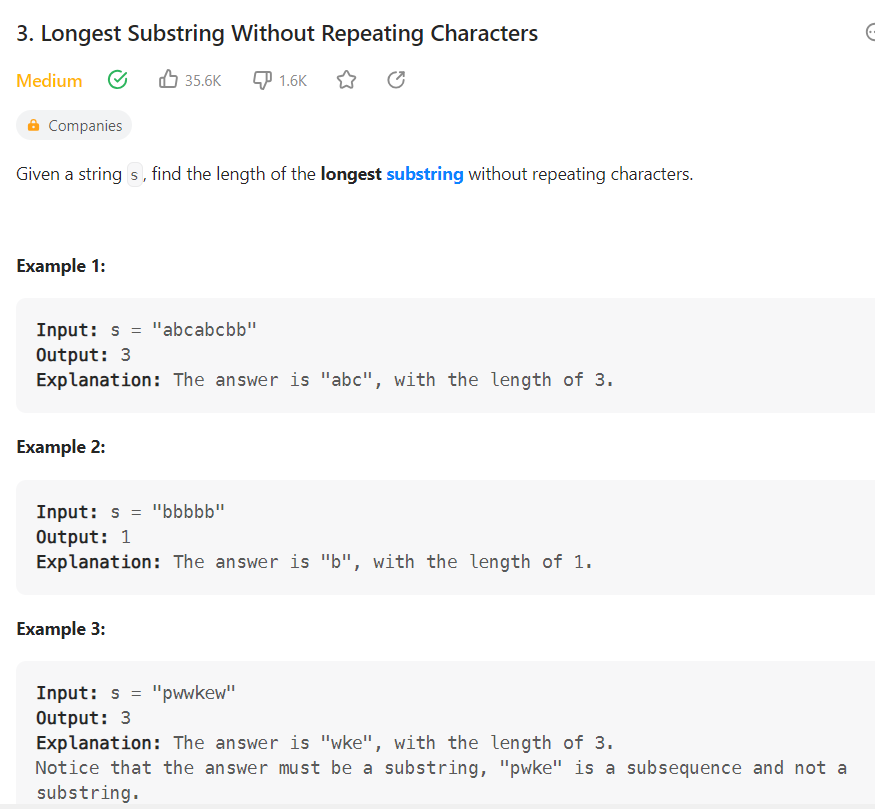 3. Longest Substring Without Repeating Characters
Medium 35.6K 1.6K
Companies
Given a string s, find the length of the longest substring without repeating characters.
Example 1:
Input: s = "abcabcbb"
Output: 3
Explanation: The answer is "abc", with the length of 3.
Example 2:
Input: s = "bbbbb"
Output: 1
Explanation: The answer is "b", with the length of 1.
Example 3:
Input: s = "pwwkew"
Output: 3
Explanation: The answer is "wke", with the length of 3.
Notice that the answer must be a substring, "pwke" is a subsequence and not a
substring.